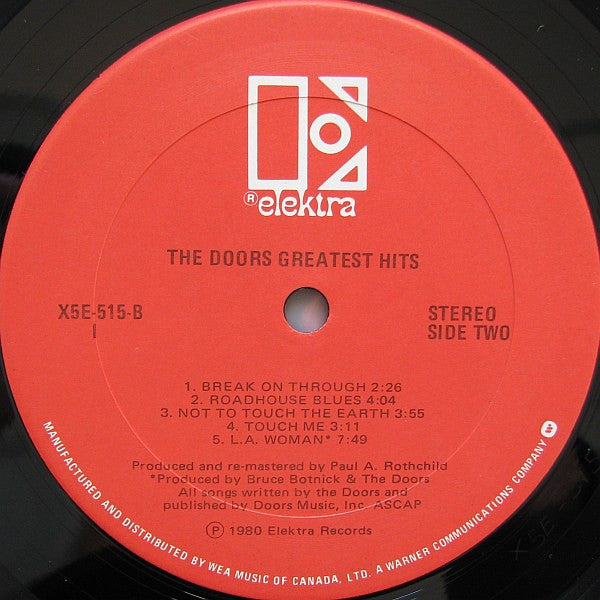 ® elektra
THE DOORS GREATEST HITS
X5E-515-B
I
STEREO
SIDE TWO
1. BREAK ON THROUGH 2:26
2. ROADHOUSE BLUES 4:04
3. NOT TO TOUCH THE EARTH 3:55
4. TOUCH ME 3:11
5. L.A. WOMAN* 7:49
Produced and re-mastered by Paul A. Rothchild
*Produced by Bruce Botnick & The Doors
All songs written by the Doors and
published by Doors Music, Inc. ASCAP
℗ 1980 Elektra Records
MANUFACTURED AND DISTRIBUTED BY WEA MUSIC OF CANADA, LTD. A WARNER COMMUNICATIONS COMPANY
X5E